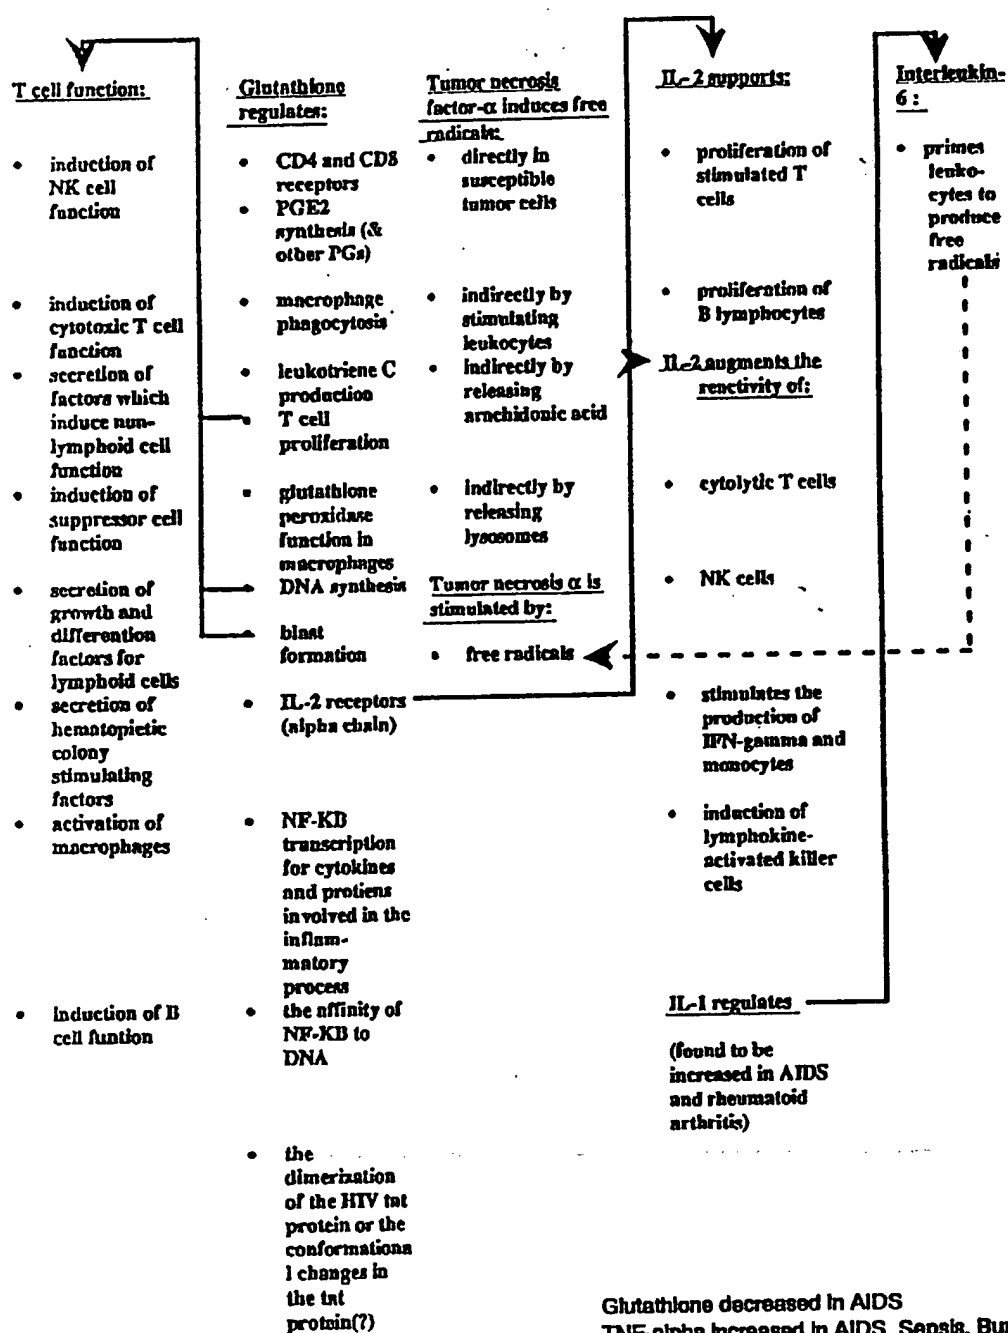 T cell function:
• induction of
NK cell
function
• induction of
cytotoxic T cell
function
• secretion of
factors which
induce non-
lymphoid cell
function
• induction of
suppressor cell
function
• secretion of
growth and
differention
factors for
lymphoid cells
• secretion of
hematopietic
colony
stimulating
factors
• activation of
macrophages
• induction of B
cell funtion
Glutathione
regulates:
• CD4 and CD8
receptors
• PGE2
synthesis (&
other PGs)
• macrophage
phagocytosis
• leukotriene C
production
• T cell
proliferation
• glutathione
peroxidase
function in
macrophages
• DNA synthesis
• blast
formation
• IL-2 receptors
(alpha chain)
• NF-KB
transcription
for cytokines
and protiens
involved in the
inflam-
matory
process
• the affinity of
NF-KB to
DNA
• the
dimerization
of the HIV tat
protein or the
conformationa
l changes in
the tat
protein(?)
Tumor necrosis
factor-α induces free
radicals:
• directly in
susceptible
tumor cells
• indirectly by
stimulating
leukocytes
• indirectly by
releasing
arachidonic acid
• indirectly by
releasing
lysosomes
Tumor necrosis α is
stimulated by:
• free radicals
IL-2 supports:
• proliferation of
stimulated T
cells
• proliferation of
B lymphocytes
IL-2 augments the
reactivity of:
• cytolytic T cells
• NK cells
• stimulates the
production of
IFN-gamma and
monocytes
• induction of
lymphokine-
activated killer
cells
IL-1 regulates
(found to be
increased in AIDS
and rheumatoid
arthritis)
Interleukin-
6 :
• primes
leuko-
cytes to
produce
free
radicals
Glutathione decreased in AIDS
TNF alpha increased in AIDS, Sepsis, Bu